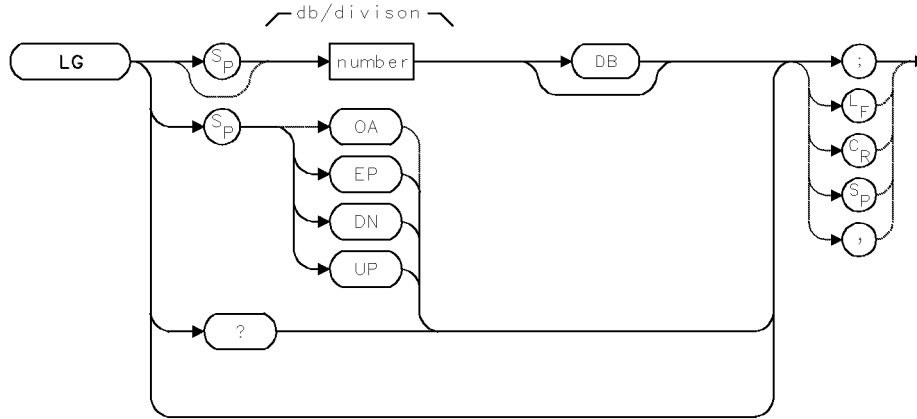 db/divison
LG
SP
number
DB
;
SP
OA
LF
EP
CR
DN
SP
UP
,
?